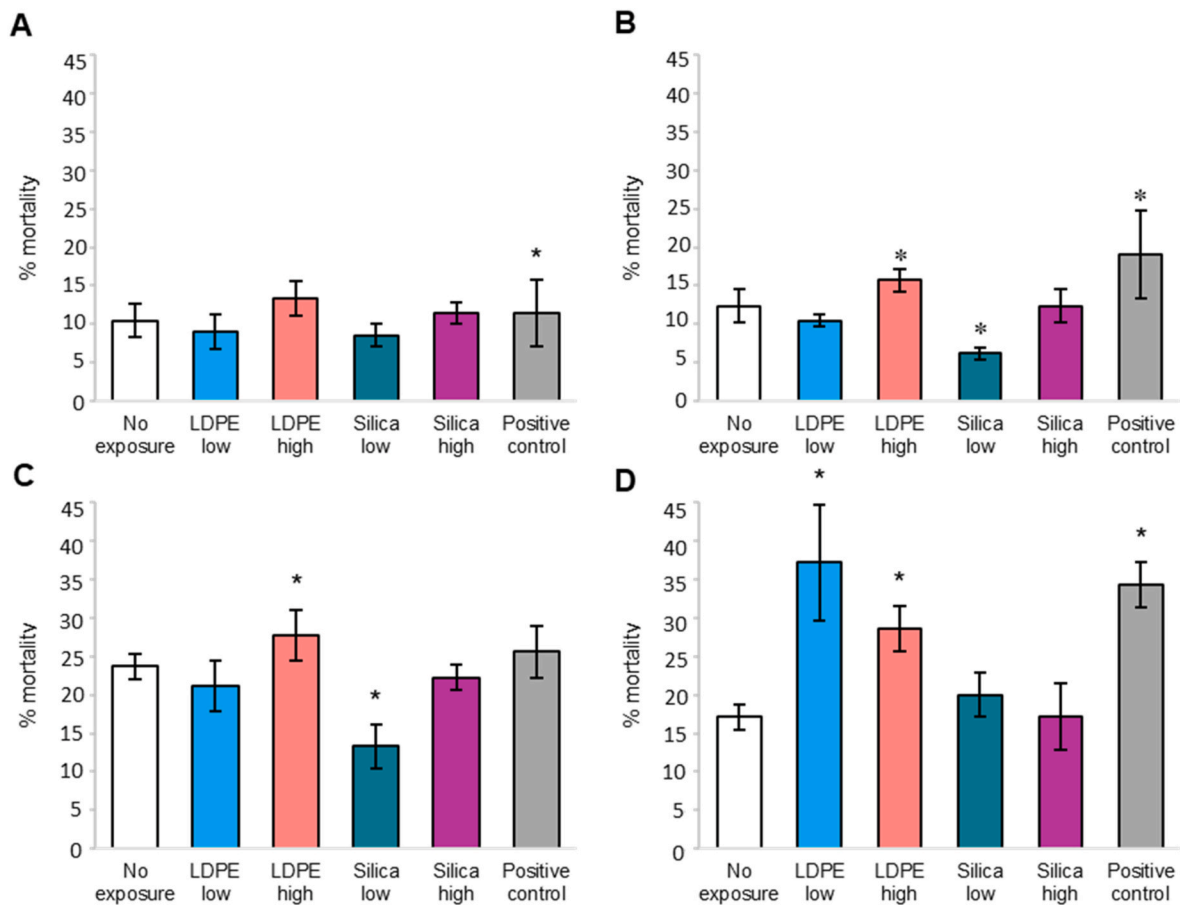 A
% mortality
45
40
35
30
25
20
15
10
5
0
*
No exposure
LDPE low
LDPE high
Silica low
Silica high
Positive control
B
% mortality
45
40
35
30
25
20
15
10
5
0
*
*
*
No exposure
LDPE low
LDPE high
Silica low
Silica high
Positive control
C
% mortality
45
40
35
30
25
20
15
10
5
0
*
*
No exposure
LDPE low
LDPE high
Silica low
Silica high
Positive control
D
% mortality
45
40
35
30
25
20
15
10
5
0
*
*
*
No exposure
LDPE low
LDPE high
Silica low
Silica high
Positive control